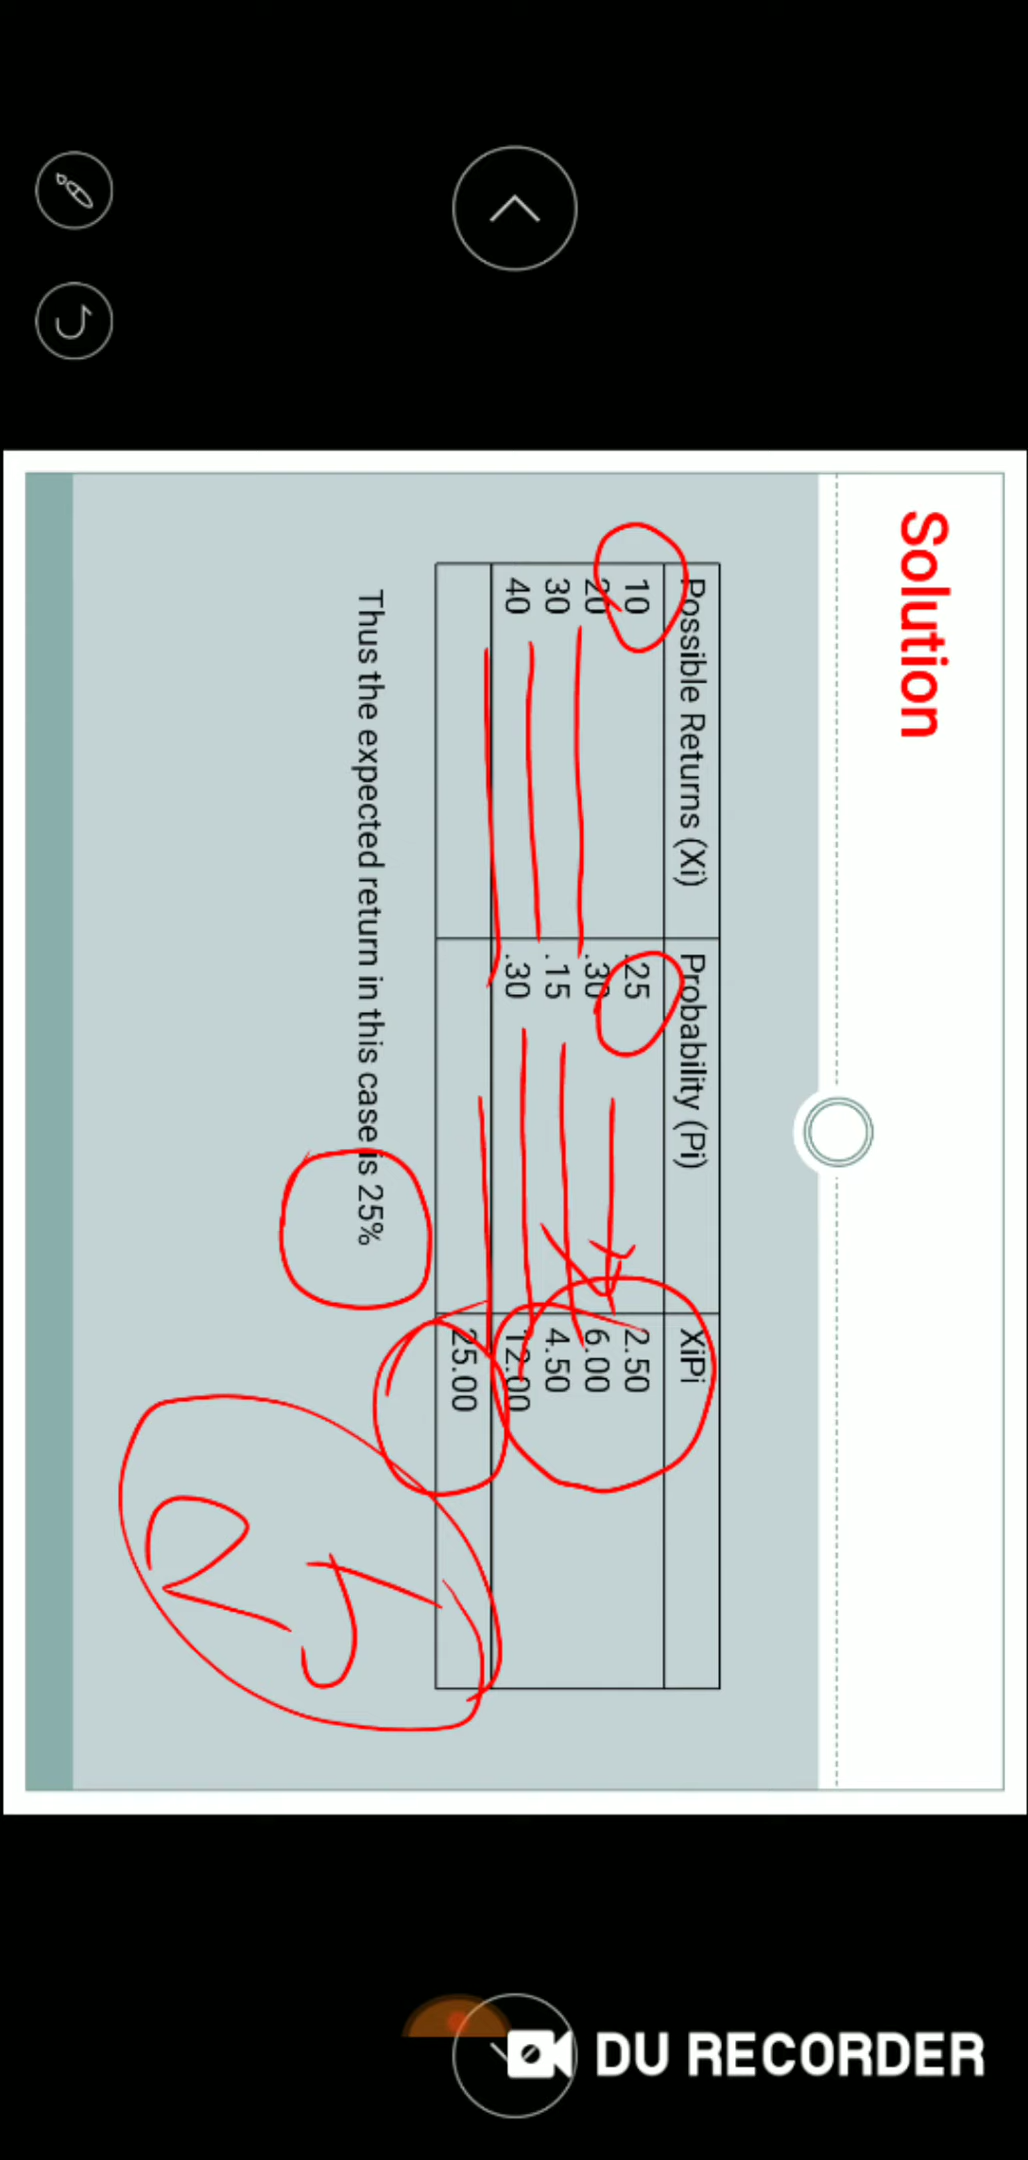 Solution
Possible Returns (Xi) Probability (Pi) XiPi
10 .25 2.50
20 .30 6.00
30 .15 4.50
40 .30 12.00
25.00
Thus the expected return in this case is 25%
DU RECORDER